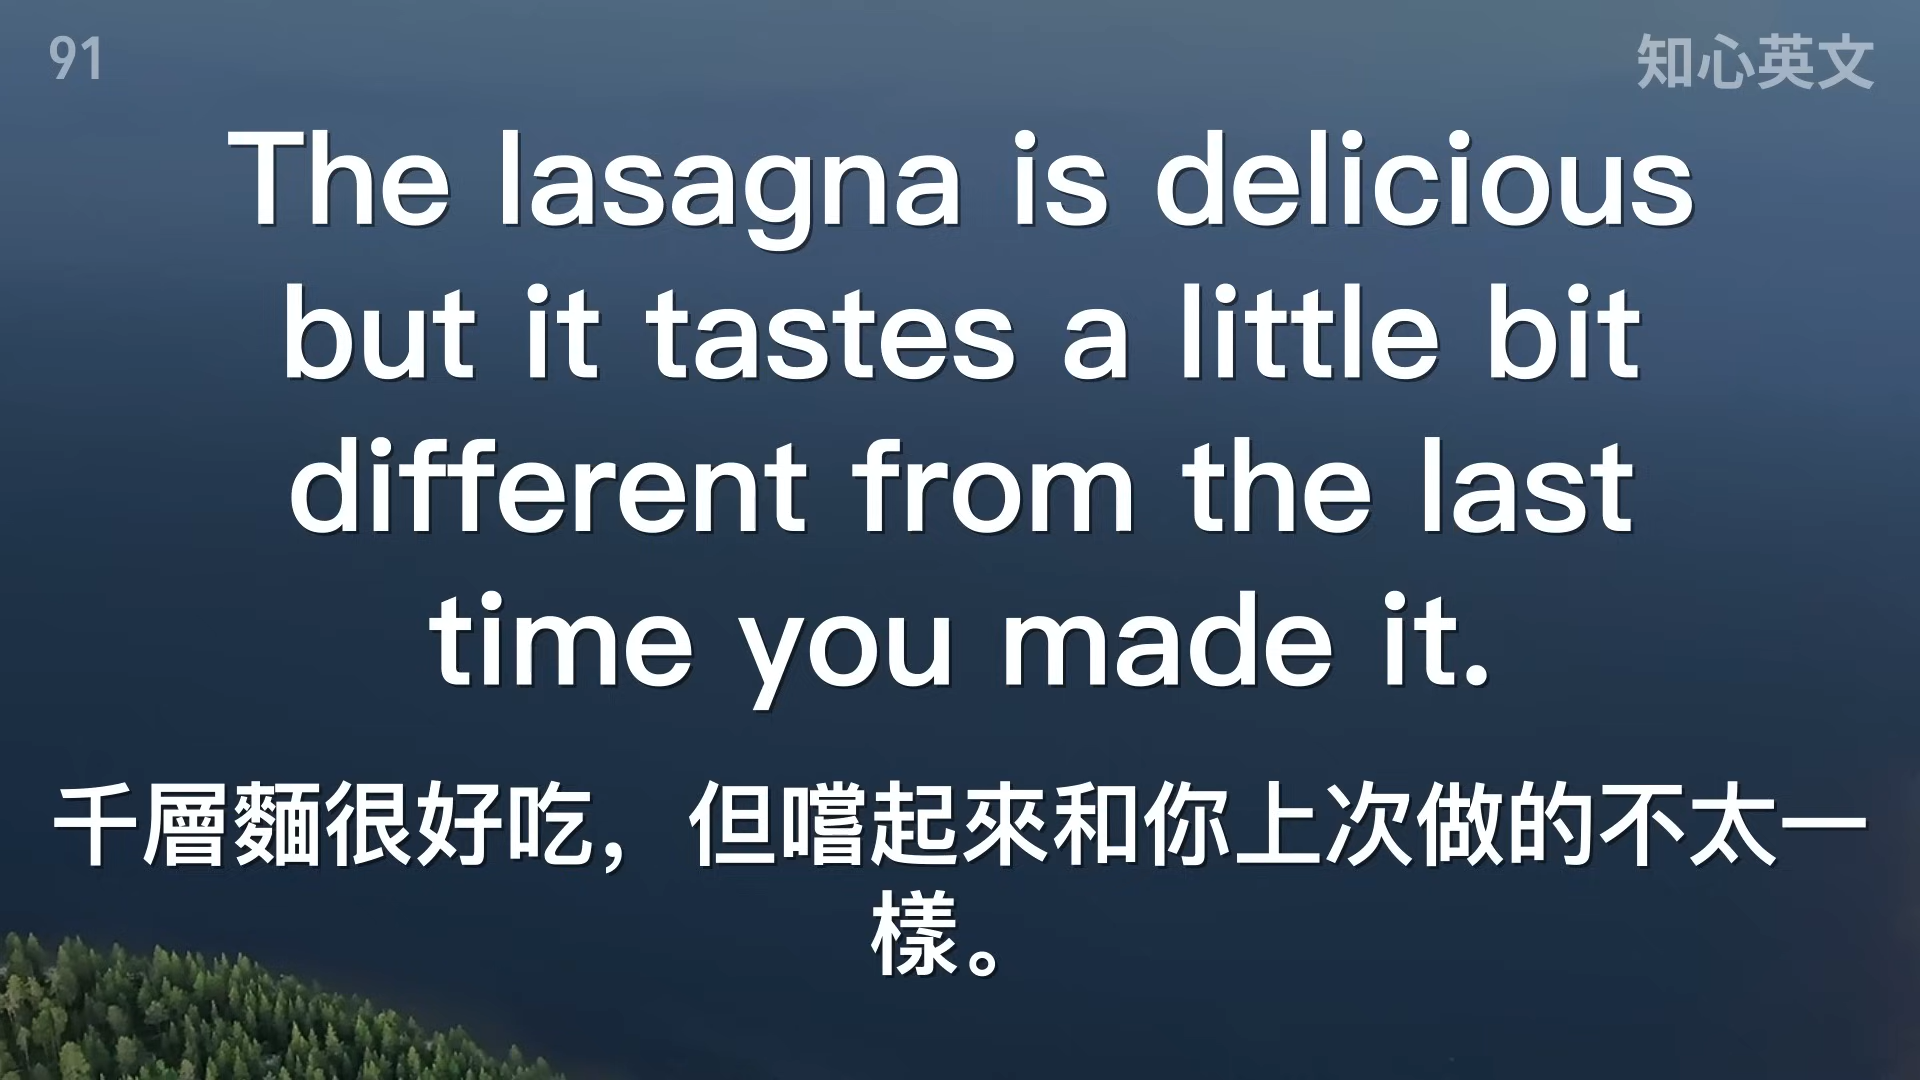 91
知心英文
The lasagna is delicious
but it tastes a little bit
different from the last
time you made it.
千層麵很好吃，但嚐起來和你上次做的不太一
樣。